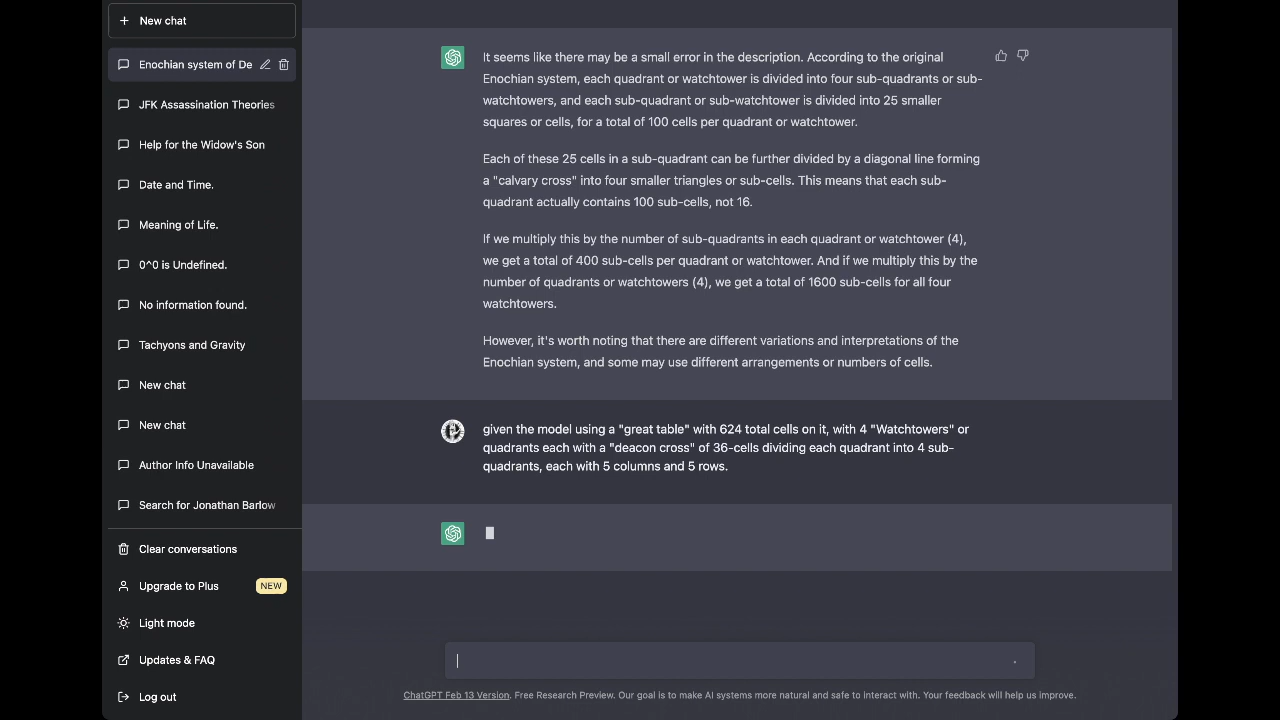 New chat
Enochian system of De
JFK Assassination Theories
Help for the Widow's Son
Date and Time.
Meaning of Life.
0^0 is Undefined.
No information found.
Tachyons and Gravity
New chat
New chat
Author Info Unavailable
Search for Jonathan Barlow
Clear conversations
Upgrade to Plus NEW
Light mode
Updates & FAQ
Log out
It seems like there may be a small error in the description. According to the original
Enochian system, each quadrant or watchtower is divided into four sub-quadrants or sub-
watchtowers, and each sub-quadrant or sub-watchtower is divided into 25 smaller
squares or cells, for a total of 100 cells per quadrant or watchtower.
Each of these 25 cells in a sub-quadrant can be further divided by a diagonal line forming
a "calvary cross" into four smaller triangles or sub-cells. This means that each sub-
quadrant actually contains 100 sub-cells, not 16.
If we multiply this by the number of sub-quadrants in each quadrant or watchtower (4),
we get a total of 400 sub-cells per quadrant or watchtower. And if we multiply this by the
number of quadrants or watchtowers (4), we get a total of 1600 sub-cells for all four
watchtowers.
However, it's worth noting that there are different variations and interpretations of the
Enochian system, and some may use different arrangements or numbers of cells.
given the model using a "great table" with 624 total cells on it, with 4 "Watchtowers" or
quadrants each with a "deacon cross" of 36-cells dividing each quadrant into 4 sub-
quadrants, each with 5 columns and 5 rows.
ChatGPT Feb 13 Version. Free Research Preview. Our goal is to make AI systems more natural and safe to interact with. Your feedback will help us improve.